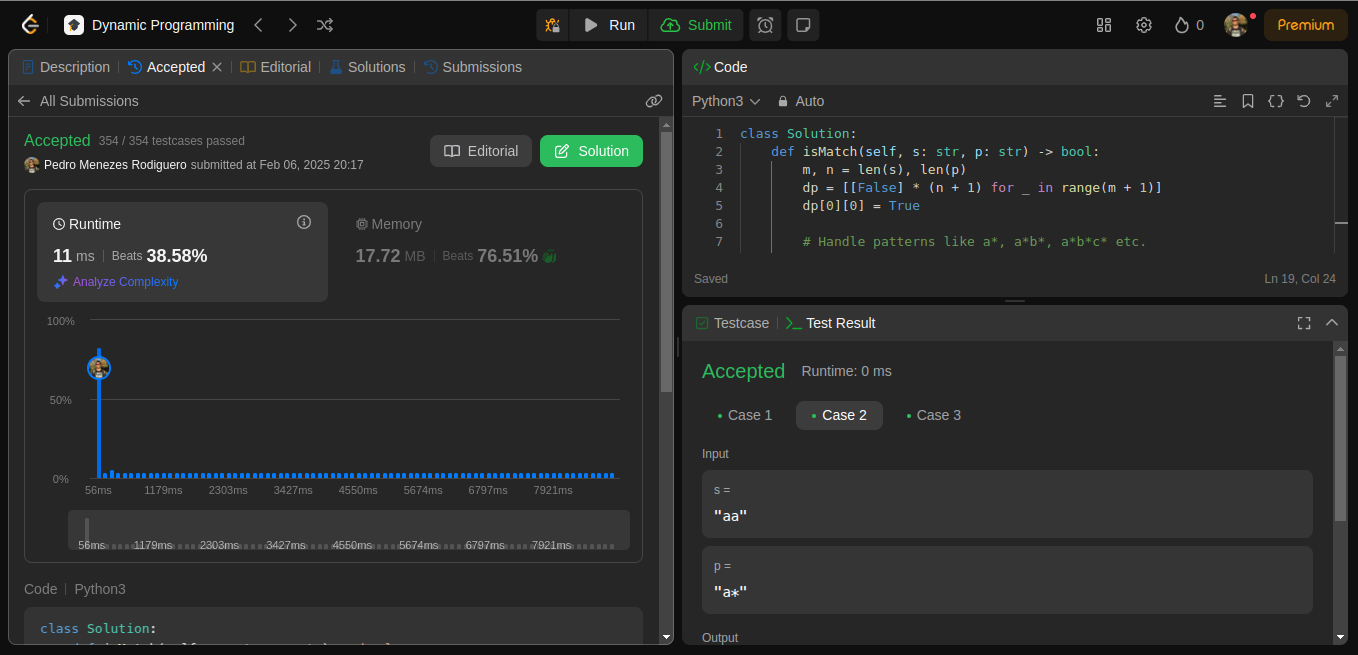 Dynamic Programming
Run
Submit
0
Premium
Description
Accepted
Editorial
Solutions
Submissions
All Submissions
Accepted 354 / 354 testcases passed
Pedro Menezes Rodiguero submitted at Feb 06, 2025 20:17
Editorial
Solution
Runtime
11 ms Beats 38.58%
Analyze Complexity
Memory
17.72 MB Beats 76.51%
100%
50%
0%
56ms 1179ms 2303ms 3427ms 4550ms 5674ms 6797ms 7921ms
56ms 1179ms 2303ms 3427ms 4550ms 5674ms 6797ms 7921ms
Code Python3
class Solution:
</> Code
Python3
Auto
1 class Solution:
2 def isMatch(self, s: str, p: str) -> bool:
3 m, n = len(s), len(p)
4 dp = [[False] * (n + 1) for _ in range(m + 1)]
5 dp[0][0] = True
6
7 # Handle patterns like a*, a*b*, a*b*c* etc.
Saved
Ln 19, Col 24
Testcase
Test Result
Accepted Runtime: 0 ms
Case 1
Case 2
Case 3
Input
s =
"aa"
p =
"a*"
Output